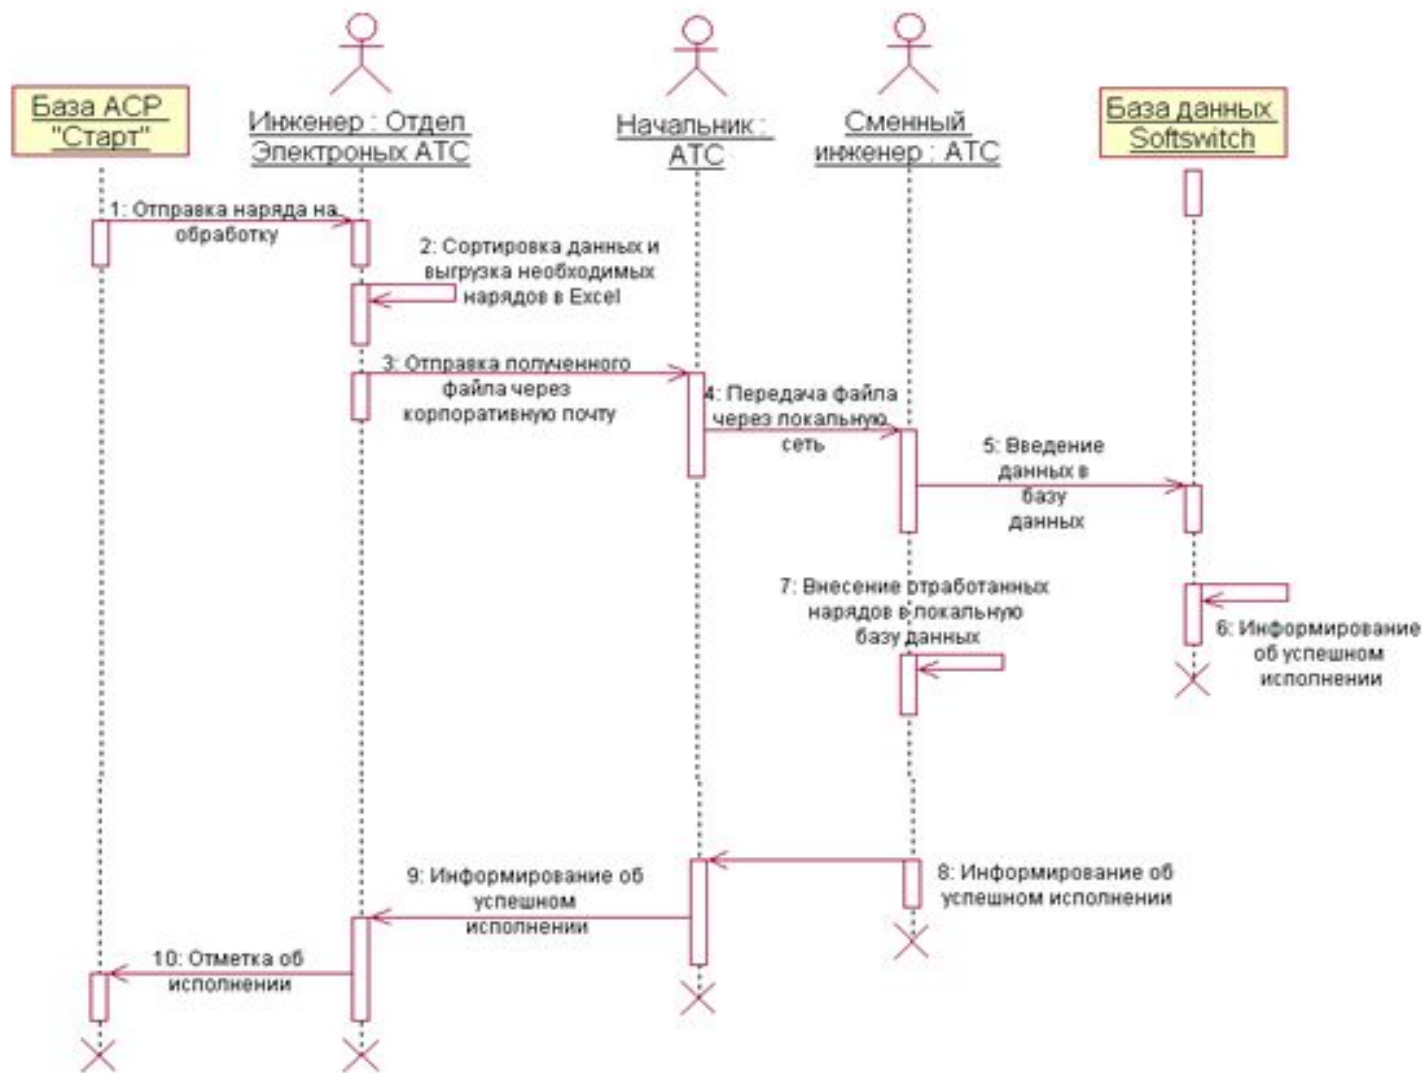 База АСР
"Старт"
Инженер : Отдел
Электроных АТС
Начальник :
АТС
Сменный
инженер : АТС
База данных
Softswitch
1: Отправка наряда на
обработку
2: Сортировка данных и
выгрузка необходимых
нарядов в Excel
3: Отправка полученного
файла через
корпоративную почту
4: Передача файла
через локальную
сеть
5: Введение
данных в
базу
данных
7: Внесение отработанных
нарядов в локальную
базу данных
6: Информирование
об успешном
исполнении
8: Информирование об
успешном исполнении
9: Информирование об
успешном
исполнении
10: Отметка об
исполнении